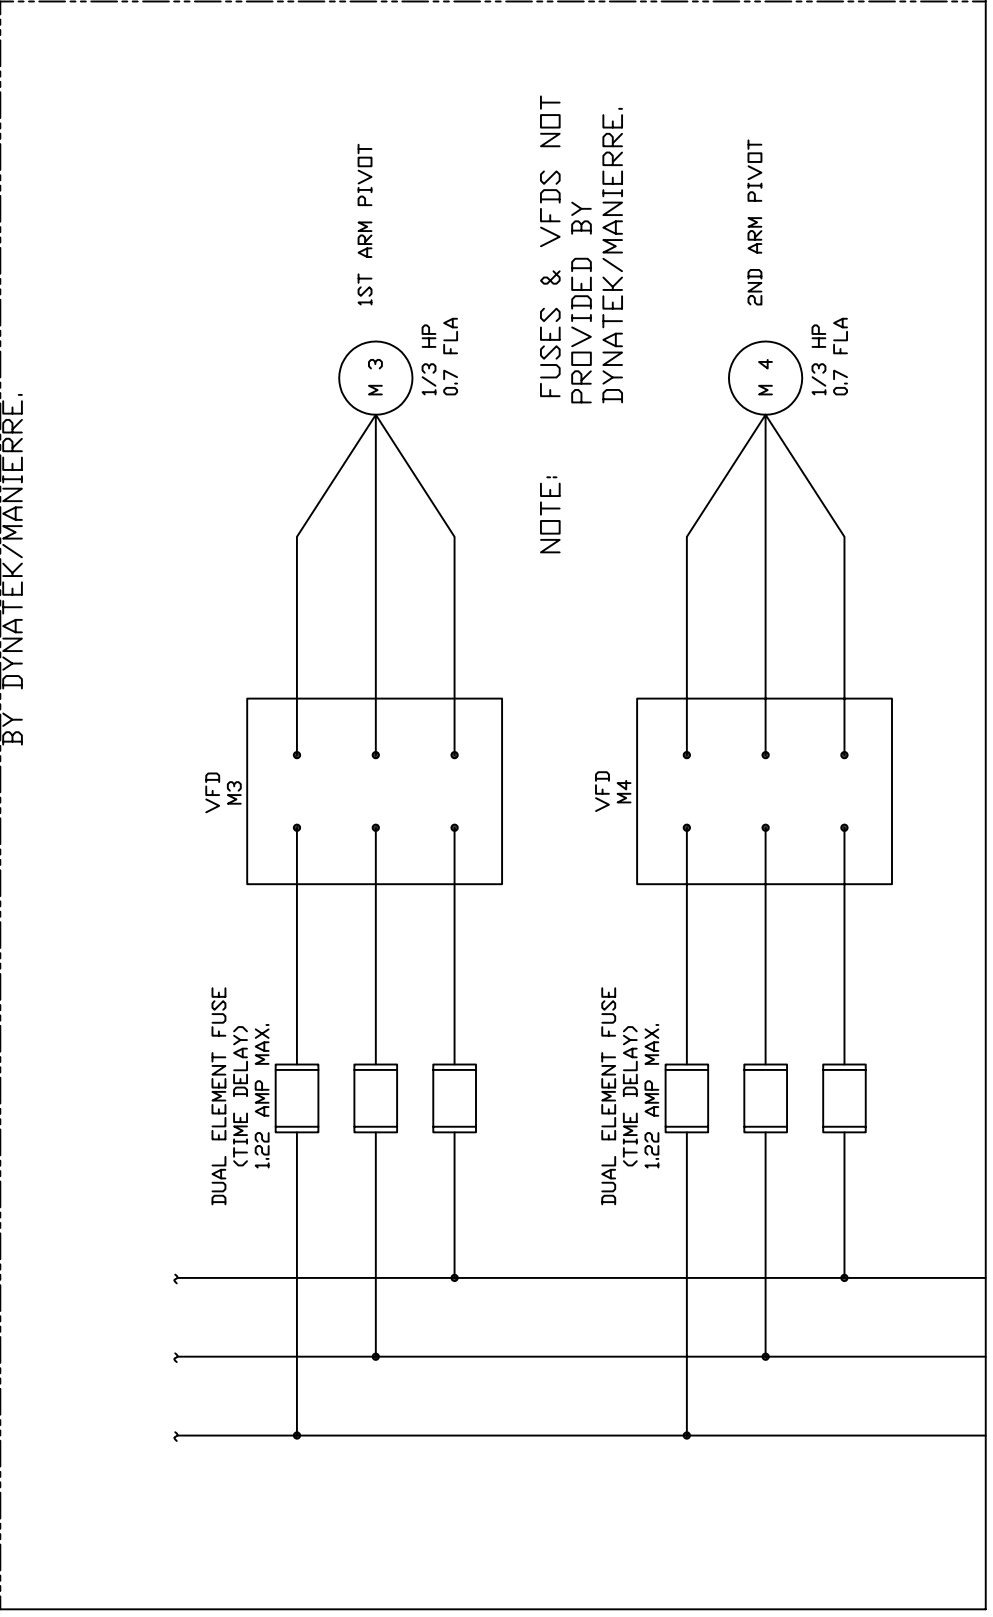 BY DYNATEK/MANIERRE.
DUAL ELEMENT FUSE
(TIME DELAY)
1.22 AMP MAX.
VFD
M3
M 3
1/3 HP
0.7 FLA
1ST ARM PIVOT
NOTE: FUSES & VFDS NOT
PROVIDED BY
DYNATEK/MANIERRE.
DUAL ELEMENT FUSE
(TIME DELAY)
1.22 AMP MAX.
VFD
M4
M 4
1/3 HP
0.7 FLA
2ND ARM PIVOT